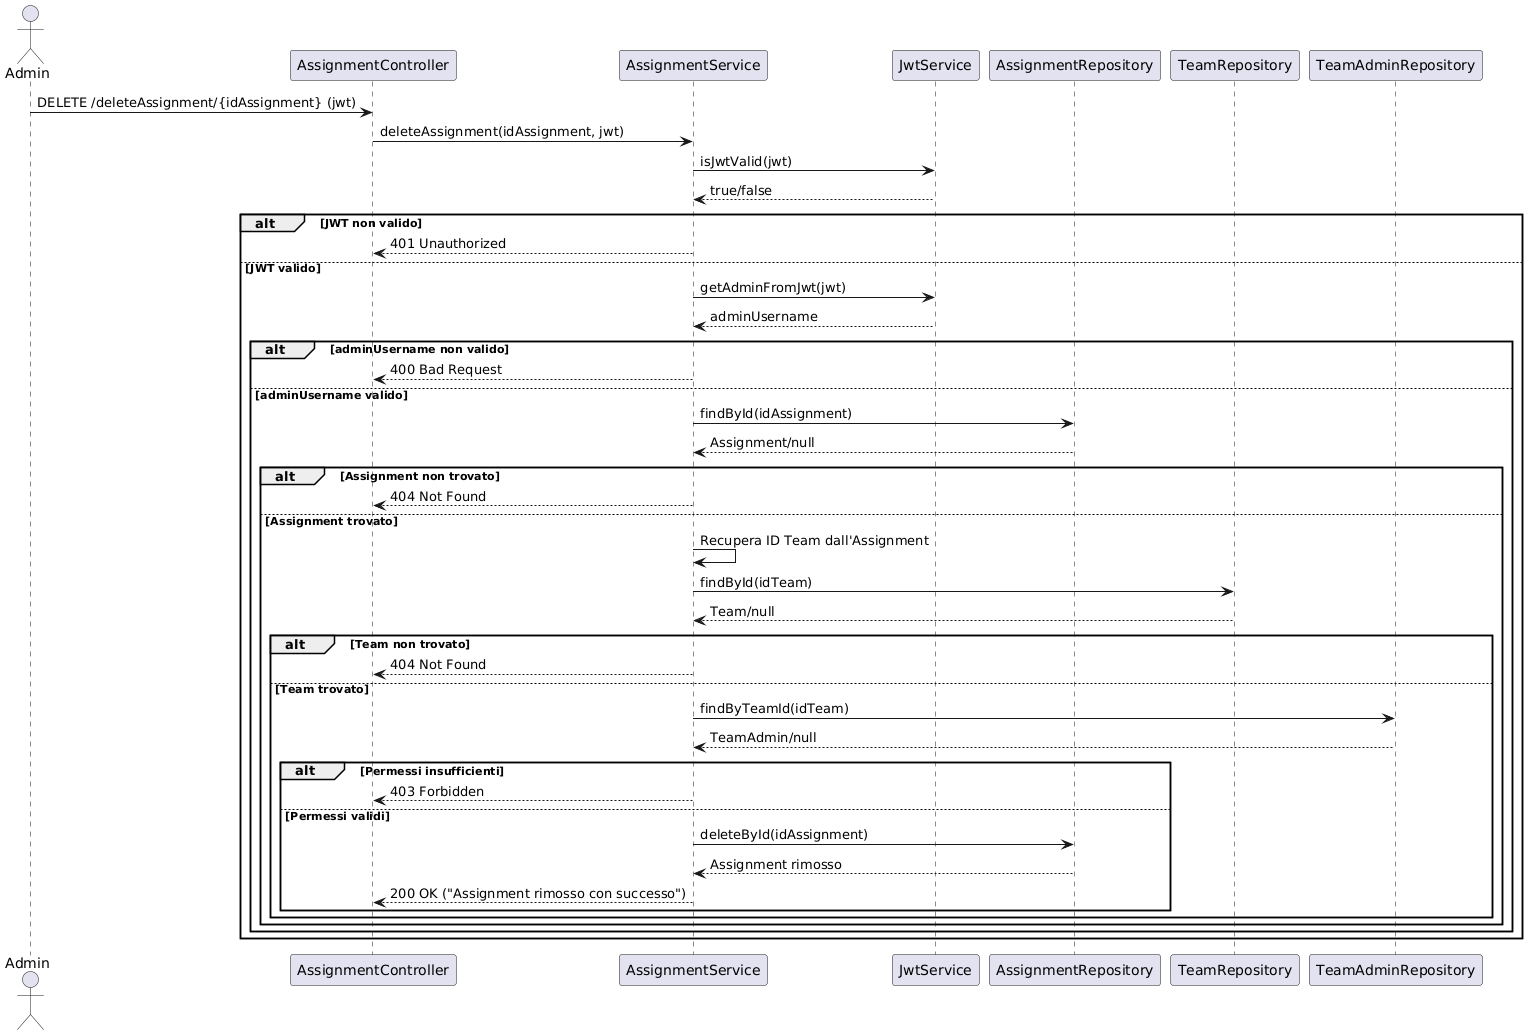 Admin
AssignmentController
AssignmentService
JwtService
AssignmentRepository
TeamRepository
TeamAdminRepository
DELETE /deleteAssignment/{idAssignment} (jwt)
deleteAssignment(idAssignment, jwt)
isJwtValid(jwt)
true/false
alt [JWT non valido]
401 Unauthorized
[JWT valido]
getAdminFromJwt(jwt)
adminUsername
alt [adminUsername non valido]
400 Bad Request
[adminUsername valido]
findById(idAssignment)
Assignment/null
alt [Assignment non trovato]
404 Not Found
[Assignment trovato]
Recupera ID Team dall'Assignment
findById(idTeam)
Team/null
alt [Team non trovato]
404 Not Found
[Team trovato]
findByTeamId(idTeam)
TeamAdmin/null
alt [Permessi insufficienti]
403 Forbidden
[Permessi validi]
deleteById(idAssignment)
Assignment rimosso
200 OK ("Assignment rimosso con successo")
Admin
AssignmentController
AssignmentService
JwtService
AssignmentRepository
TeamRepository
TeamAdminRepository